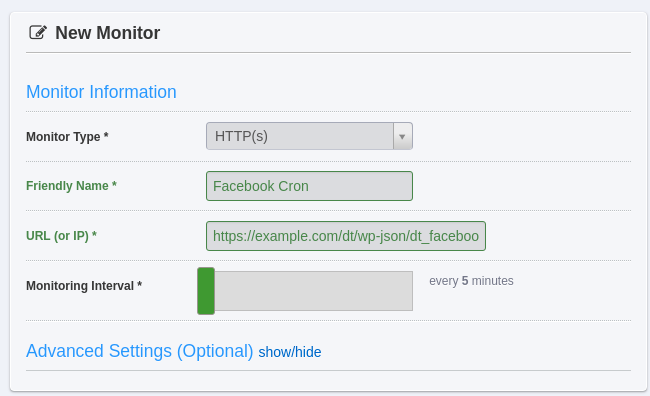 New Monitor
Monitor Information
Monitor Type * HTTP(s)
Friendly Name * Facebook Cron
URL (or IP) * https://example.com/dt/wp-json/dt_faceboo
Monitoring Interval * every 5 minutes
Advanced Settings (Optional) show/hide